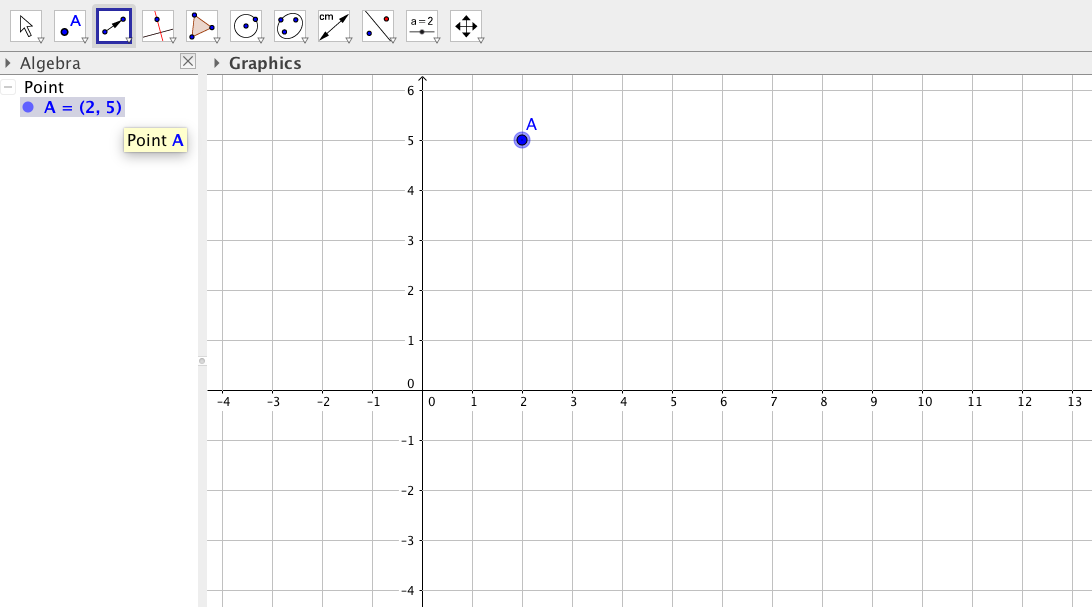 A
cm
a=2
Algebra
Graphics
Point
A = (2, 5)
Point A
A
6
5
4
3
2
1
0
-4 -3 -2 -1 0 1 2 3 4 5 6 7 8 9 10 11 12 13
-1
-2
-3
-4